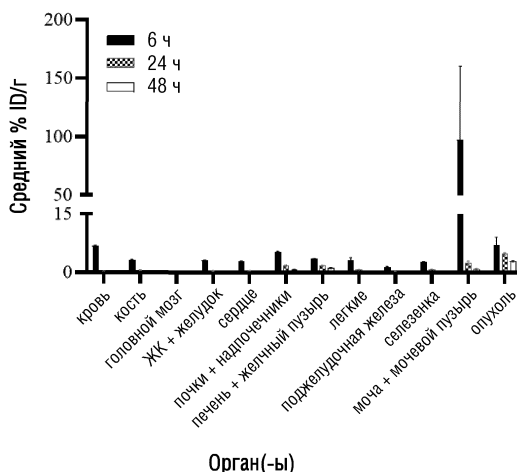 Средний % ID/г
200
150
100
50
15
0
6 ч
24 ч
48 ч
кровь
кость
головной мозг
ЖК + желудок
сердце
почки + надпочечники
печень + желчный пузырь
легкие
поджелудочная железа
селезенка
моча + мочевой пузырь
опухоль
Орган(-ы)